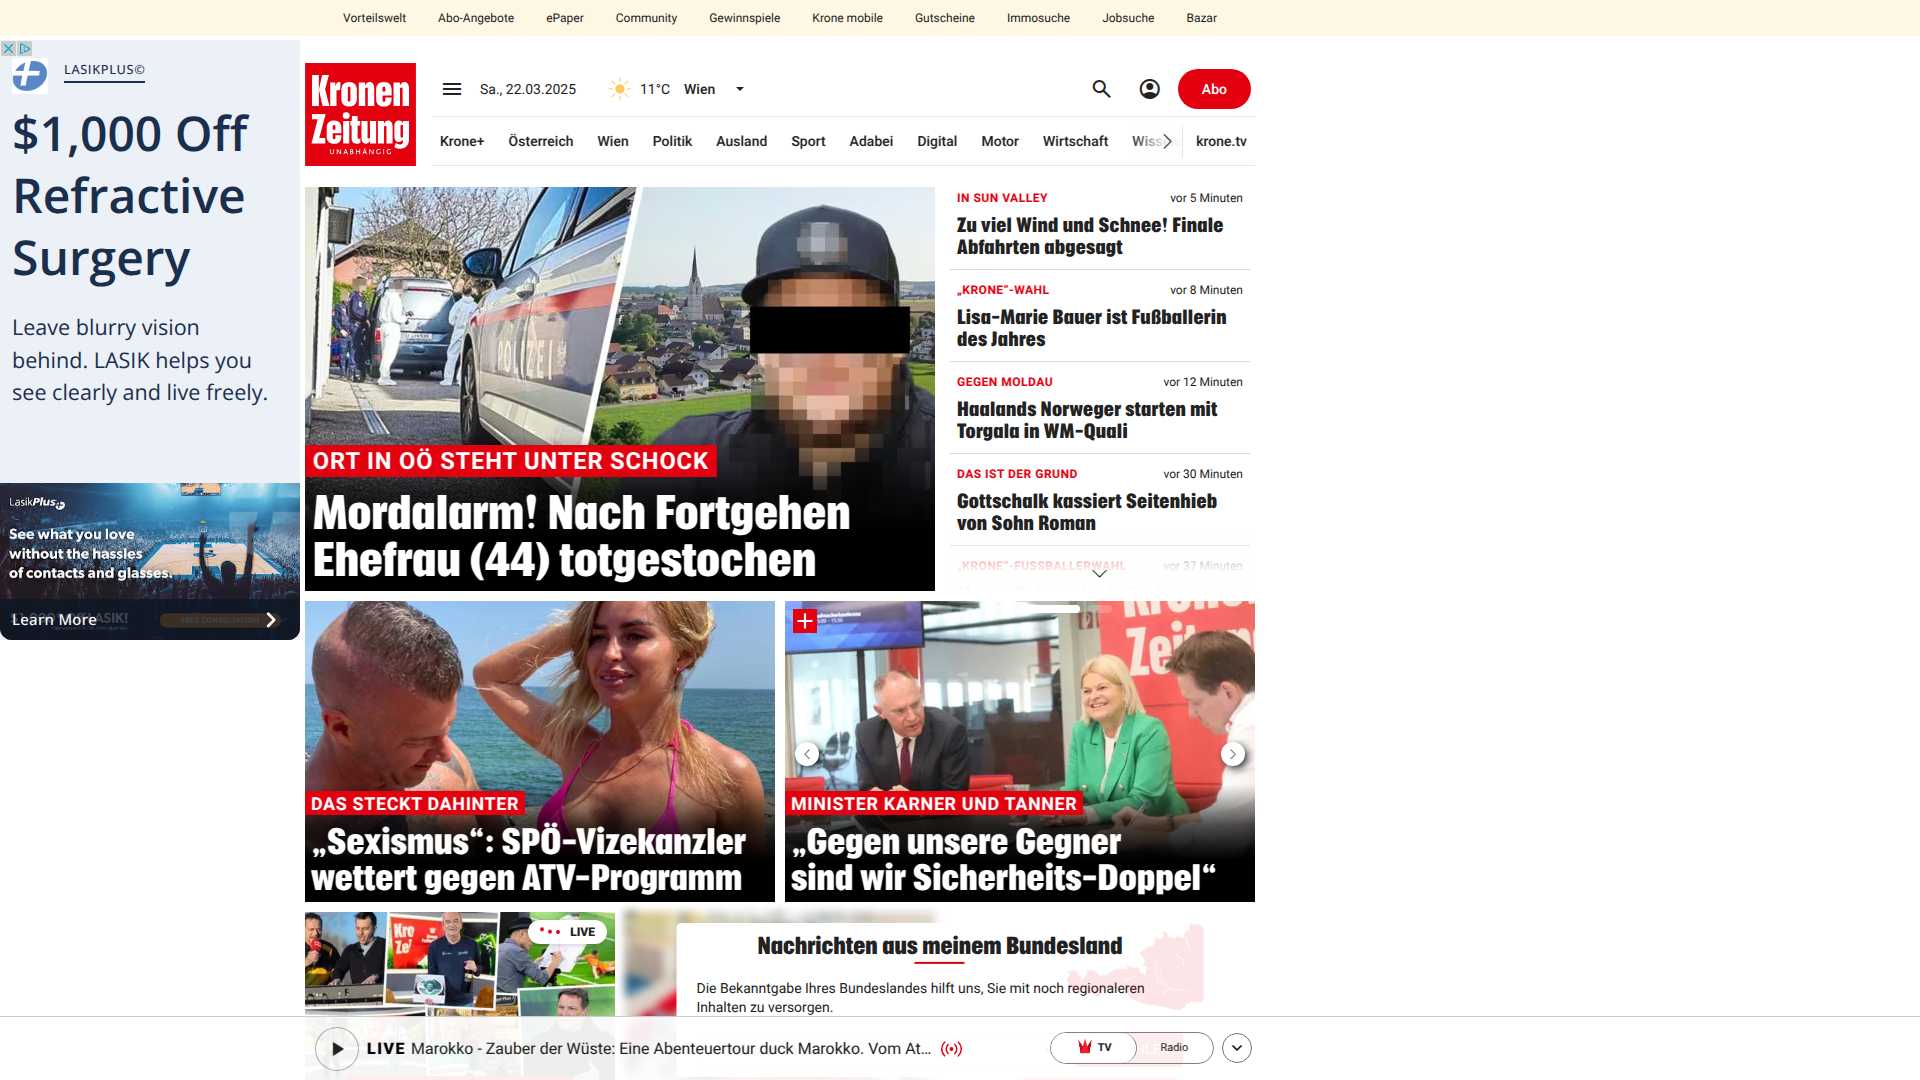 Vorteilswelt Abo-Angebote ePaper Community Gewinnspiele Krone mobile Gutscheine Immosuche Jobsuche Bazar
LASIKPLUS©
$1,000 Off
Refractive
Surgery
Leave blurry vision
behind. LASIK helps you
see clearly and live freely.
LasikPlus
See what you love
without the hassles
of contacts and glasses.
Learn More
Kronen
Zeitung
UNABHÄNGIG
Sa., 22.03.2025 11°C Wien
Abo
Krone+ Österreich Wien Politik Ausland Sport Adabei Digital Motor Wirtschaft Wiss krone.tv
POLIZEI
ORT IN OÖ STEHT UNTER SCHOCK
Mordalarm! Nach Fortgehen
Ehefrau (44) totgestochen
IN SUN VALLEY vor 5 Minuten
Zu viel Wind und Schnee! Finale
Abfahrten abgesagt
„KRONE“-WAHL vor 8 Minuten
Lisa-Marie Bauer ist Fußballerin
des Jahres
GEGEN MOLDAU vor 12 Minuten
Haalands Norweger starten mit
Torgala in WM-Quali
DAS IST DER GRUND vor 30 Minuten
Gottschalk kassiert Seitenhieb
von Sohn Roman
„KRONE“-FUSSBALLERWAHL vor 37 Minuten
DAS STECKT DAHINTER
„Sexismus“: SPÖ-Vizekanzler
wettert gegen ATV-Programm
MINISTER KARNER UND TANNER
„Gegen unsere Gegner
sind wir Sicherheits-Doppel“
LIVE
Nachrichten aus meinem Bundesland
Die Bekanntgabe Ihres Bundeslandes hilft uns, Sie mit noch regionaleren
Inhalten zu versorgen.
LIVE Marokko - Zauber der Wüste: Eine Abenteuertour duck Marokko. Vom At...
TV Radio